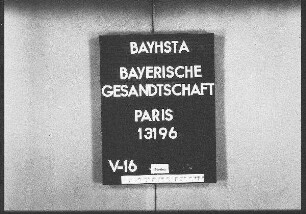 BAYHSTA
BAYERISCHE
GESANDTSCHAFT
PARIS
13196
V-16